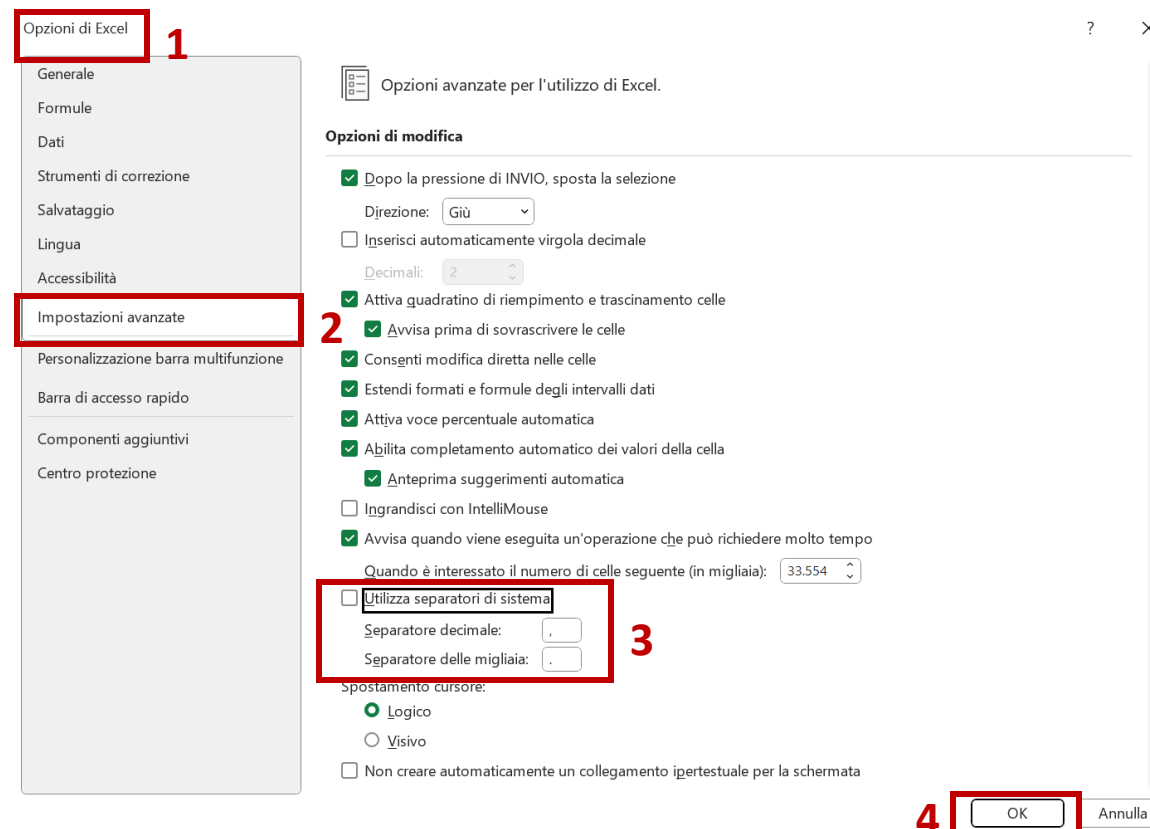 Opzioni di Excel
1
?
Generale
Formule
Dati
Strumenti di correzione
Salvataggio
Lingua
Accessibilità
Impostazioni avanzate
2
Personalizzazione barra multifunzione
Barra di accesso rapido
Componenti aggiuntivi
Centro protezione
Opzioni avanzate per l'utilizzo di Excel.
Opzioni di modifica
Dopo la pressione di INVIO, sposta la selezione
Direzione: Giù
Inserisci automaticamente virgola decimale
Decimali: 2
Attiva quadratino di riempimento e trascinamento celle
Avvisa prima di sovrascrivere le celle
Consenti modifica diretta nelle celle
Estendi formati e formule degli intervalli dati
Attiva voce percentuale automatica
Abilita completamento automatico dei valori della cella
Anteprima suggerimenti automatica
Ingrandisci con IntelliMouse
Avvisa quando viene eseguita un'operazione che può richiedere molto tempo
Quando è interessato il numero di celle seguente (in migliaia): 33.554
Utilizza separatori di sistema
Separatore decimale: ,
3
Separatore delle migliaia: .
Spostamento cursore:
Logico
Visivo
Non creare automaticamente un collegamento ipertestuale per la schermata
4
OK
Annulla